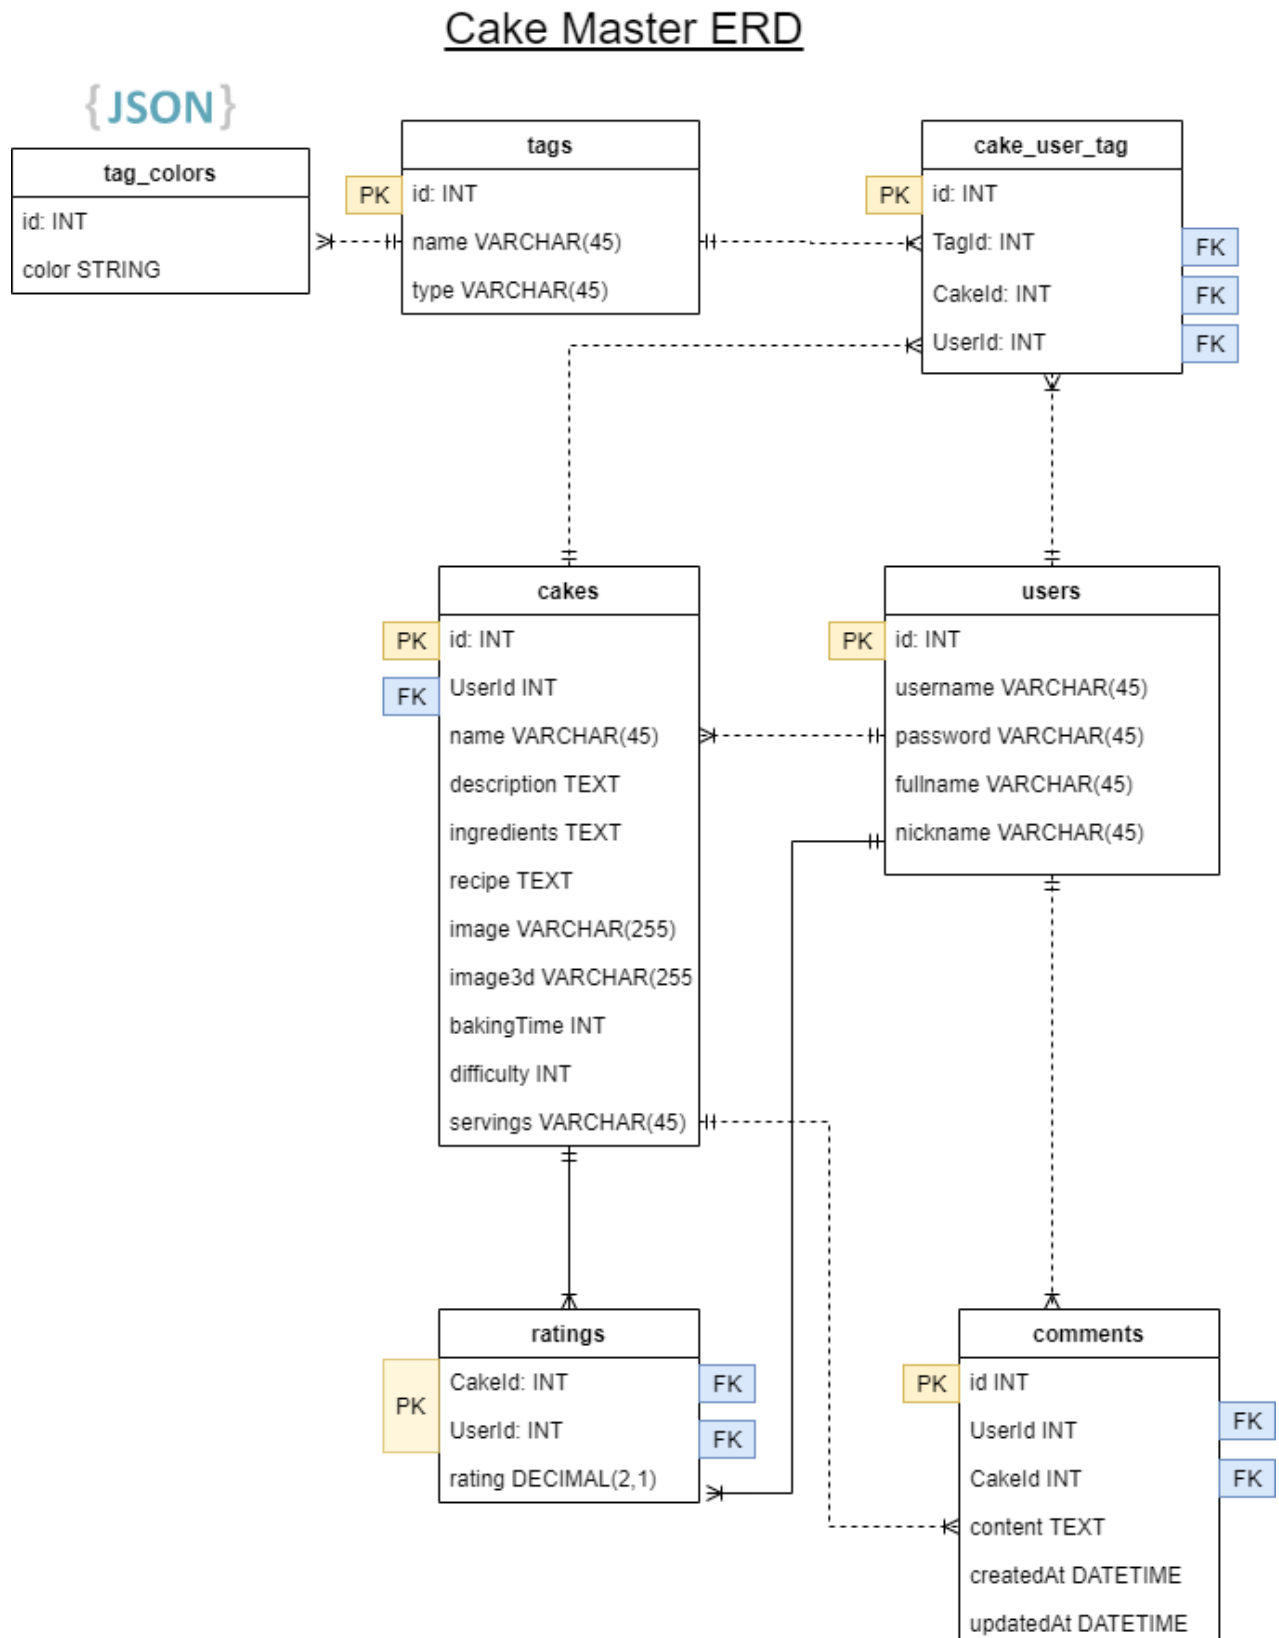 Cake Master ERD
{JSON}
tag_colors
id: INT
color STRING
tags
PK
id: INT
name VARCHAR(45)
type VARCHAR(45)
cake_user_tag
PK
id: INT
TagId: INT
FK
CakeId: INT
FK
UserId: INT
FK
cakes
PK
id: INT
FK
UserId INT
name VARCHAR(45)
description TEXT
ingredients TEXT
recipe TEXT
image VARCHAR(255)
image3d VARCHAR(255
bakingTime INT
difficulty INT
servings VARCHAR(45)
users
PK
id: INT
username VARCHAR(45)
password VARCHAR(45)
fullname VARCHAR(45)
nickname VARCHAR(45)
ratings
PK
CakeId: INT
FK
UserId: INT
FK
rating DECIMAL(2,1)
comments
PK
id INT
UserId INT
FK
CakeId INT
FK
content TEXT
createdAt DATETIME
updatedAt DATETIME